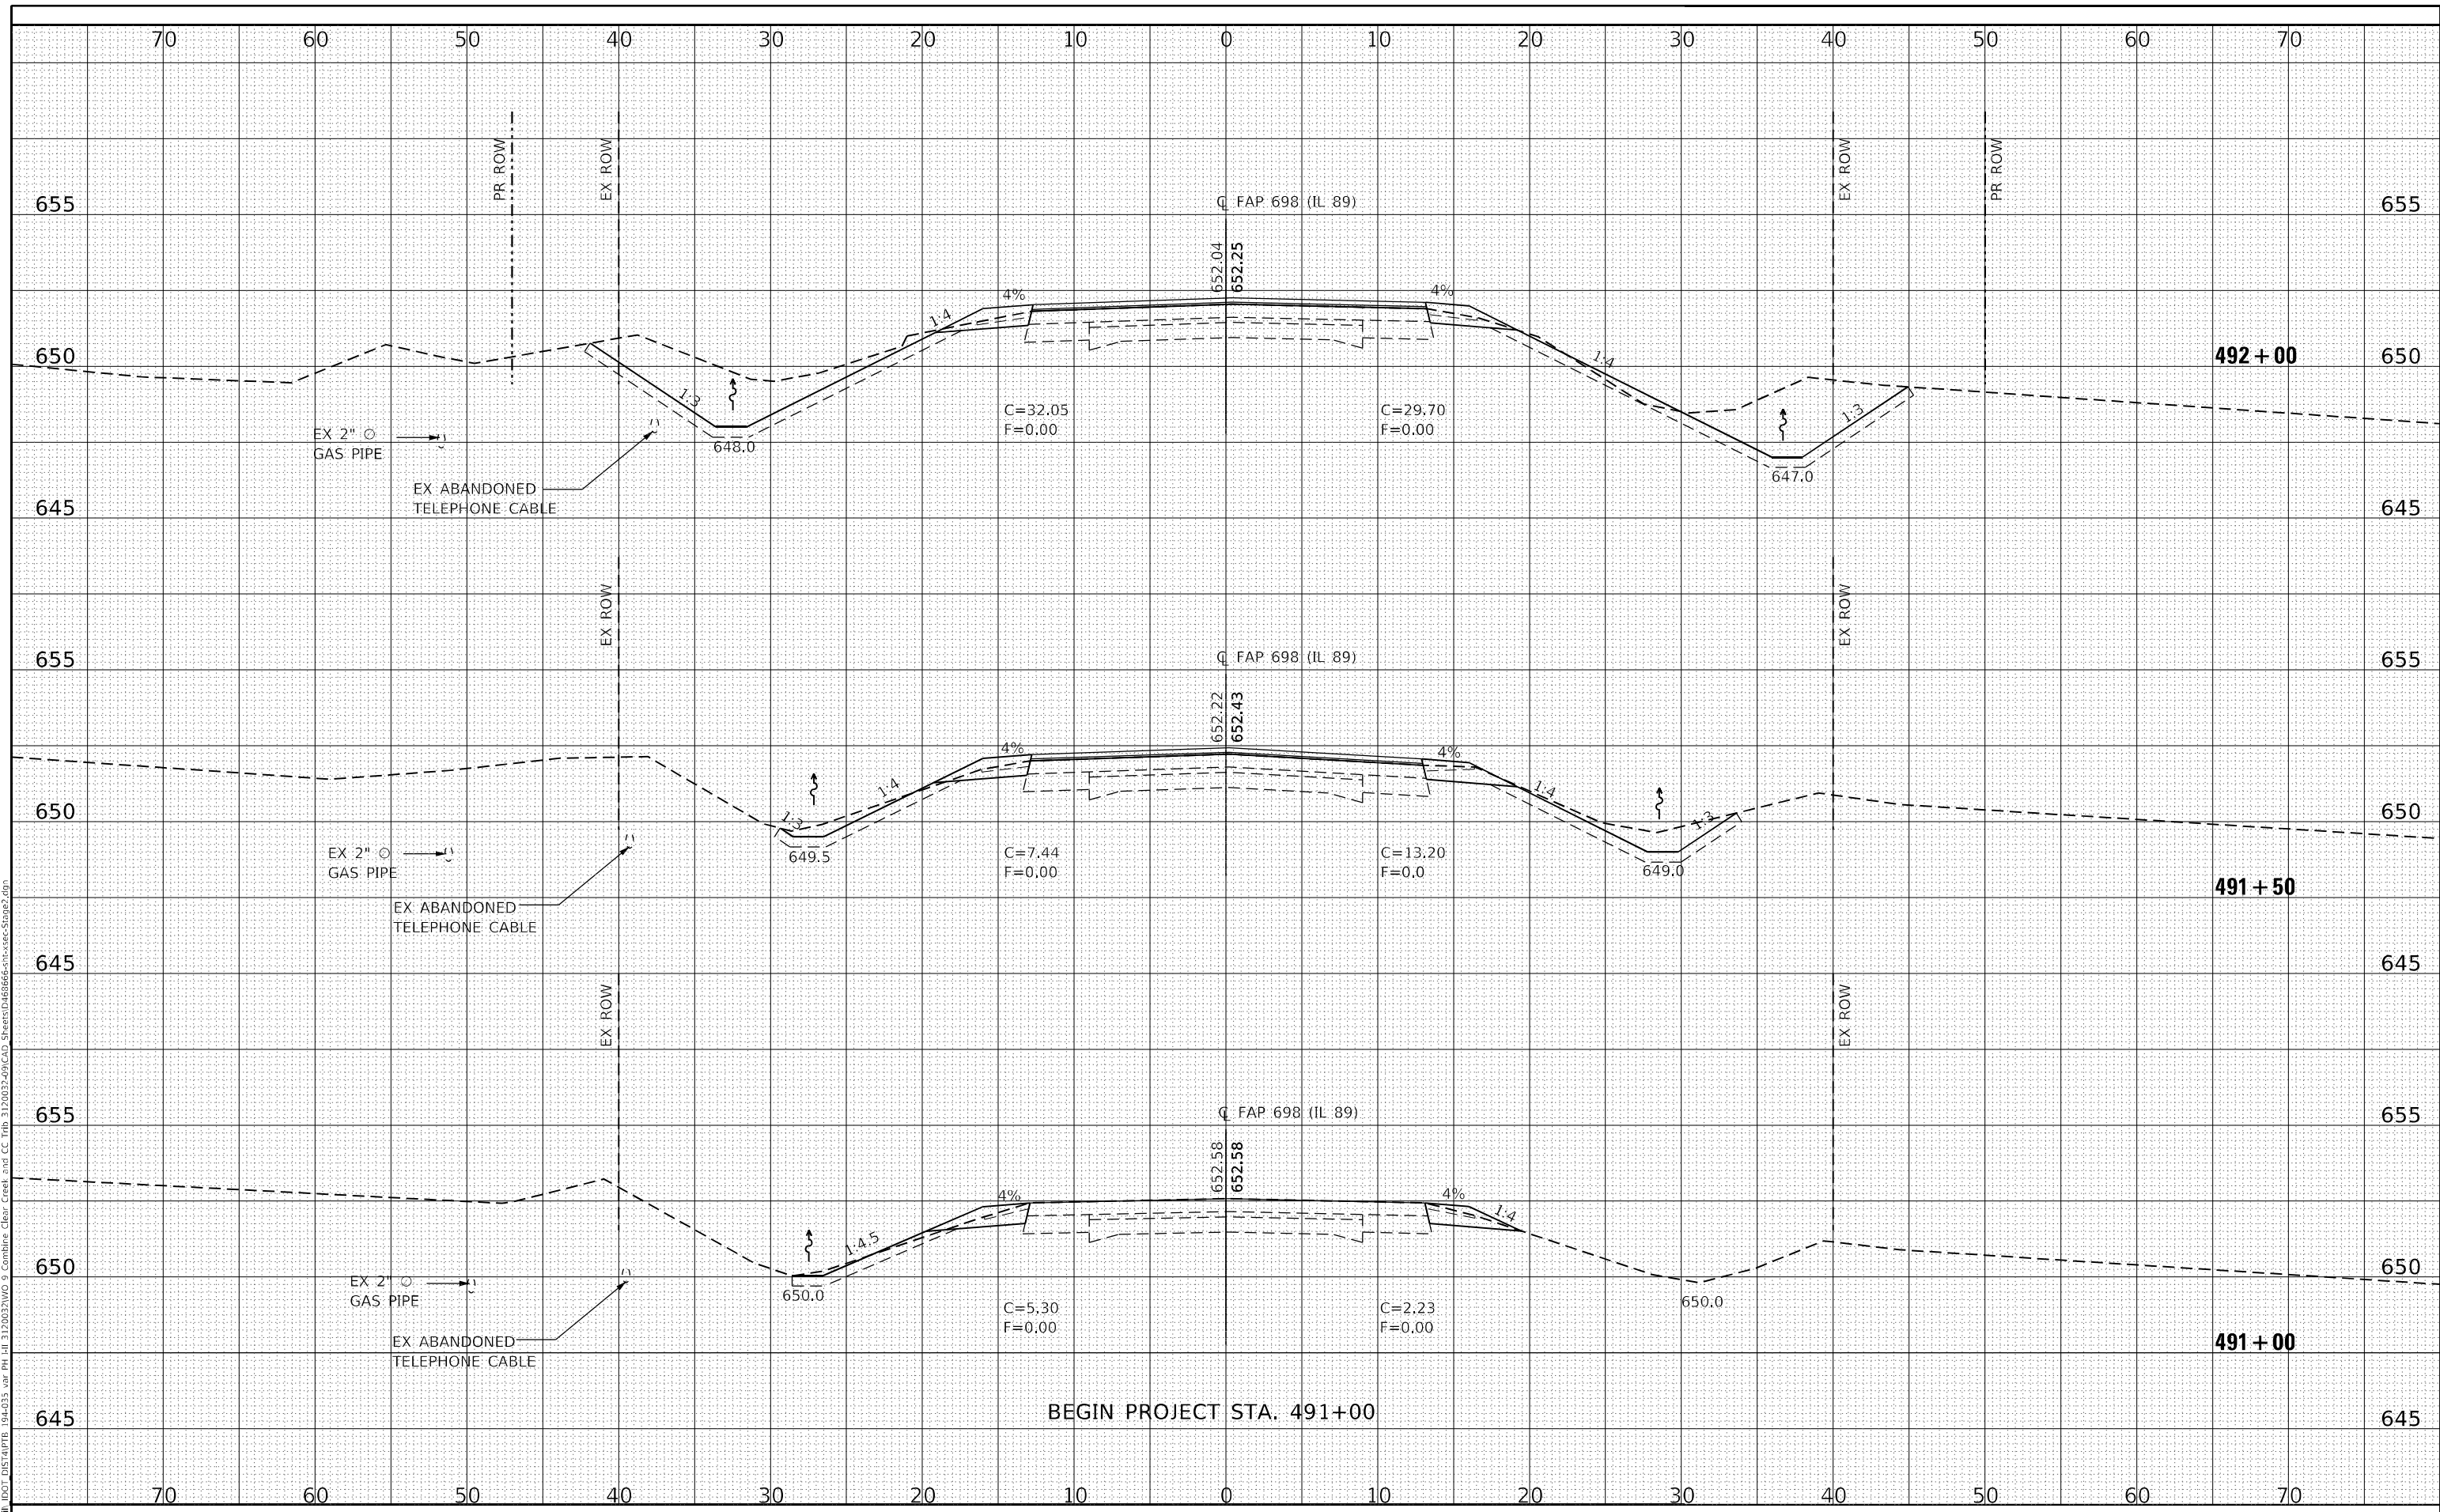 70 60 50 40 30 20 10 0 10 20 30 40 50 60 70
PR ROW
EX ROW
EX ROW
PR ROW
655
℄ FAP 698 (IL 89)
655
652.04
652.25
4%
4%
1:4
1:4
650
492+00
650
1:3
1:3
C=32.05
F=0.00
C=29.70
F=0.00
EX 2" ∅
GAS PIPE
648.0
647.0
EX ABANDONED
TELEPHONE CABLE
645
645
EX ROW
EX ROW
655
℄ FAP 698 (IL 89)
655
652.22
652.43
4%
4%
1:4
1:4
650
650
1:3
1:3
EX 2" ∅
GAS PIPE
649.5
C=7.44
F=0.00
C=13.20
F=0.0
649.0
491+50
EX ABANDONED
TELEPHONE CABLE
645
645
EX ROW
EX ROW
655
℄ FAP 698 (IL 89)
655
652.58
652.58
4%
4%
1:4
1:4.5
650
650
EX 2" ∅
GAS PIPE
650.0
650.0
C=5.30
F=0.00
C=2.23
F=0.00
EX ABANDONED
TELEPHONE CABLE
491+00
BEGIN PROJECT STA. 491+00
645
645
70 60 50 40 30 20 10 0 10 20 30 40 50 60 70